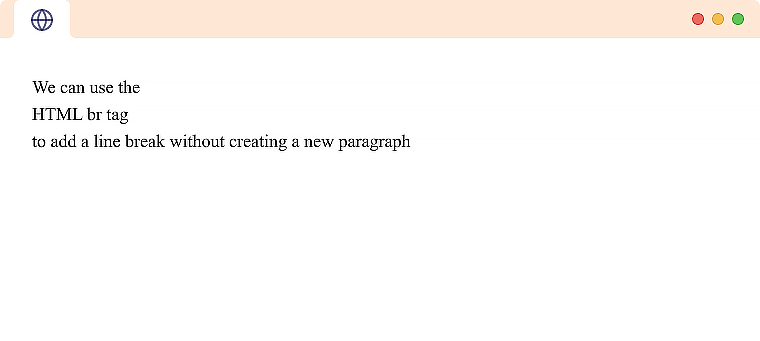 We can use the
HTML br tag
to add a line break without creating a new paragraph